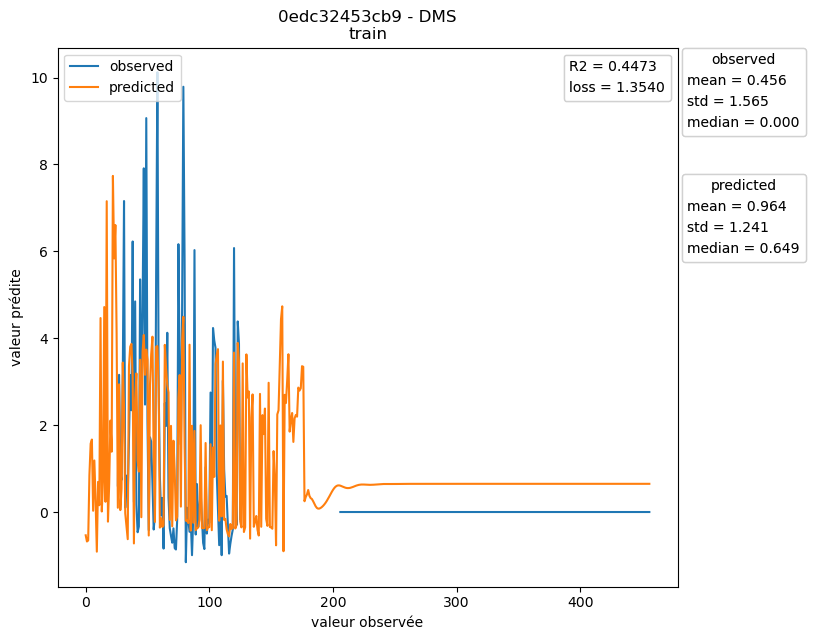 0edc32453cb9 - DMS
train
observed
predicted
R2 = 0.4473
loss = 1.3540
observed
mean = 0.456
std = 1.565
median = 0.000
predicted
mean = 0.964
std = 1.241
median = 0.649
valeur prédite
10
8
6
4
2
0
0
100
200
300
400
valeur observée